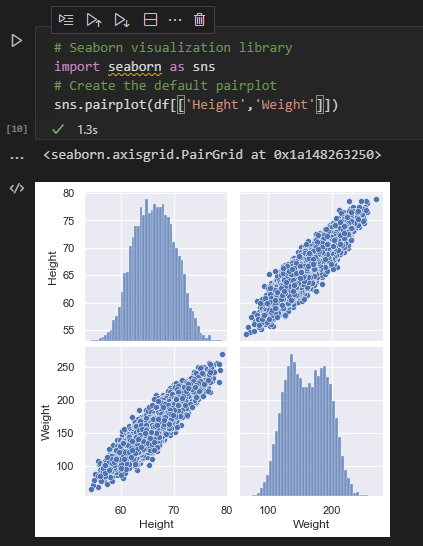 # Seaborn visualization library
import seaborn as sns
# Create the default pairplot
sns.pairplot(df[['Height','Weight']])
[10]
1.3s
<seaborn.axisgrid.PairGrid at 0x1a148263250>
80
75
70
65
60
55
Height
250
200
150
100
Weight
60
70
80
Height
100
200
Weight